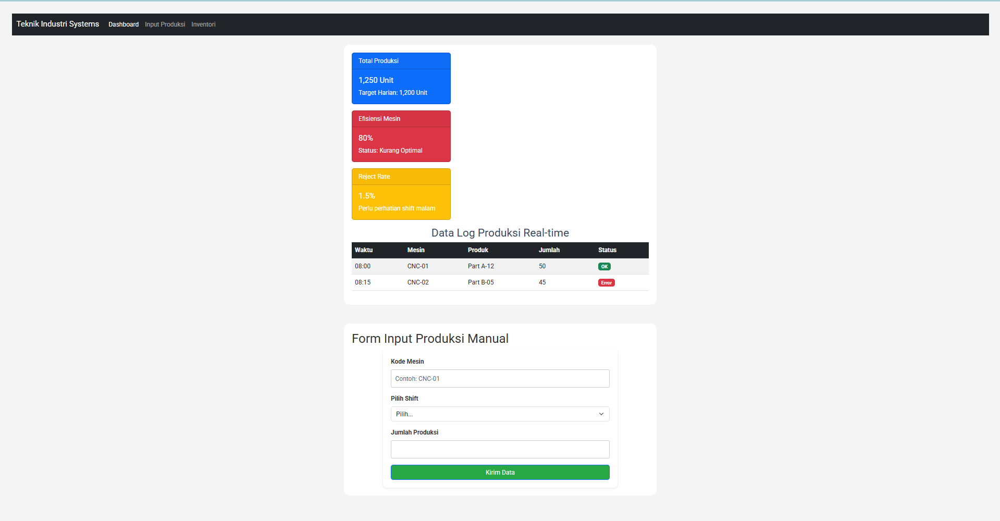 Teknik Industri Systems Dashboard Input Produksi Inventori
Total Produksi
1,250 Unit
Target Harian: 1,200 Unit
Efisiensi Mesin
80%
Status: Kurang Optimal
Reject Rate
1.5%
Perlu perhatian shift malam
Data Log Produksi Real-time
Waktu Mesin Produk Jumlah Status
08:00 CNC-01 Part A-12 50 OK
08:15 CNC-02 Part B-05 45 Error
Form Input Produksi Manual
Kode Mesin
Contoh: CNC-01
Pilih Shift
Pilih...
Jumlah Produksi
Kirim Data